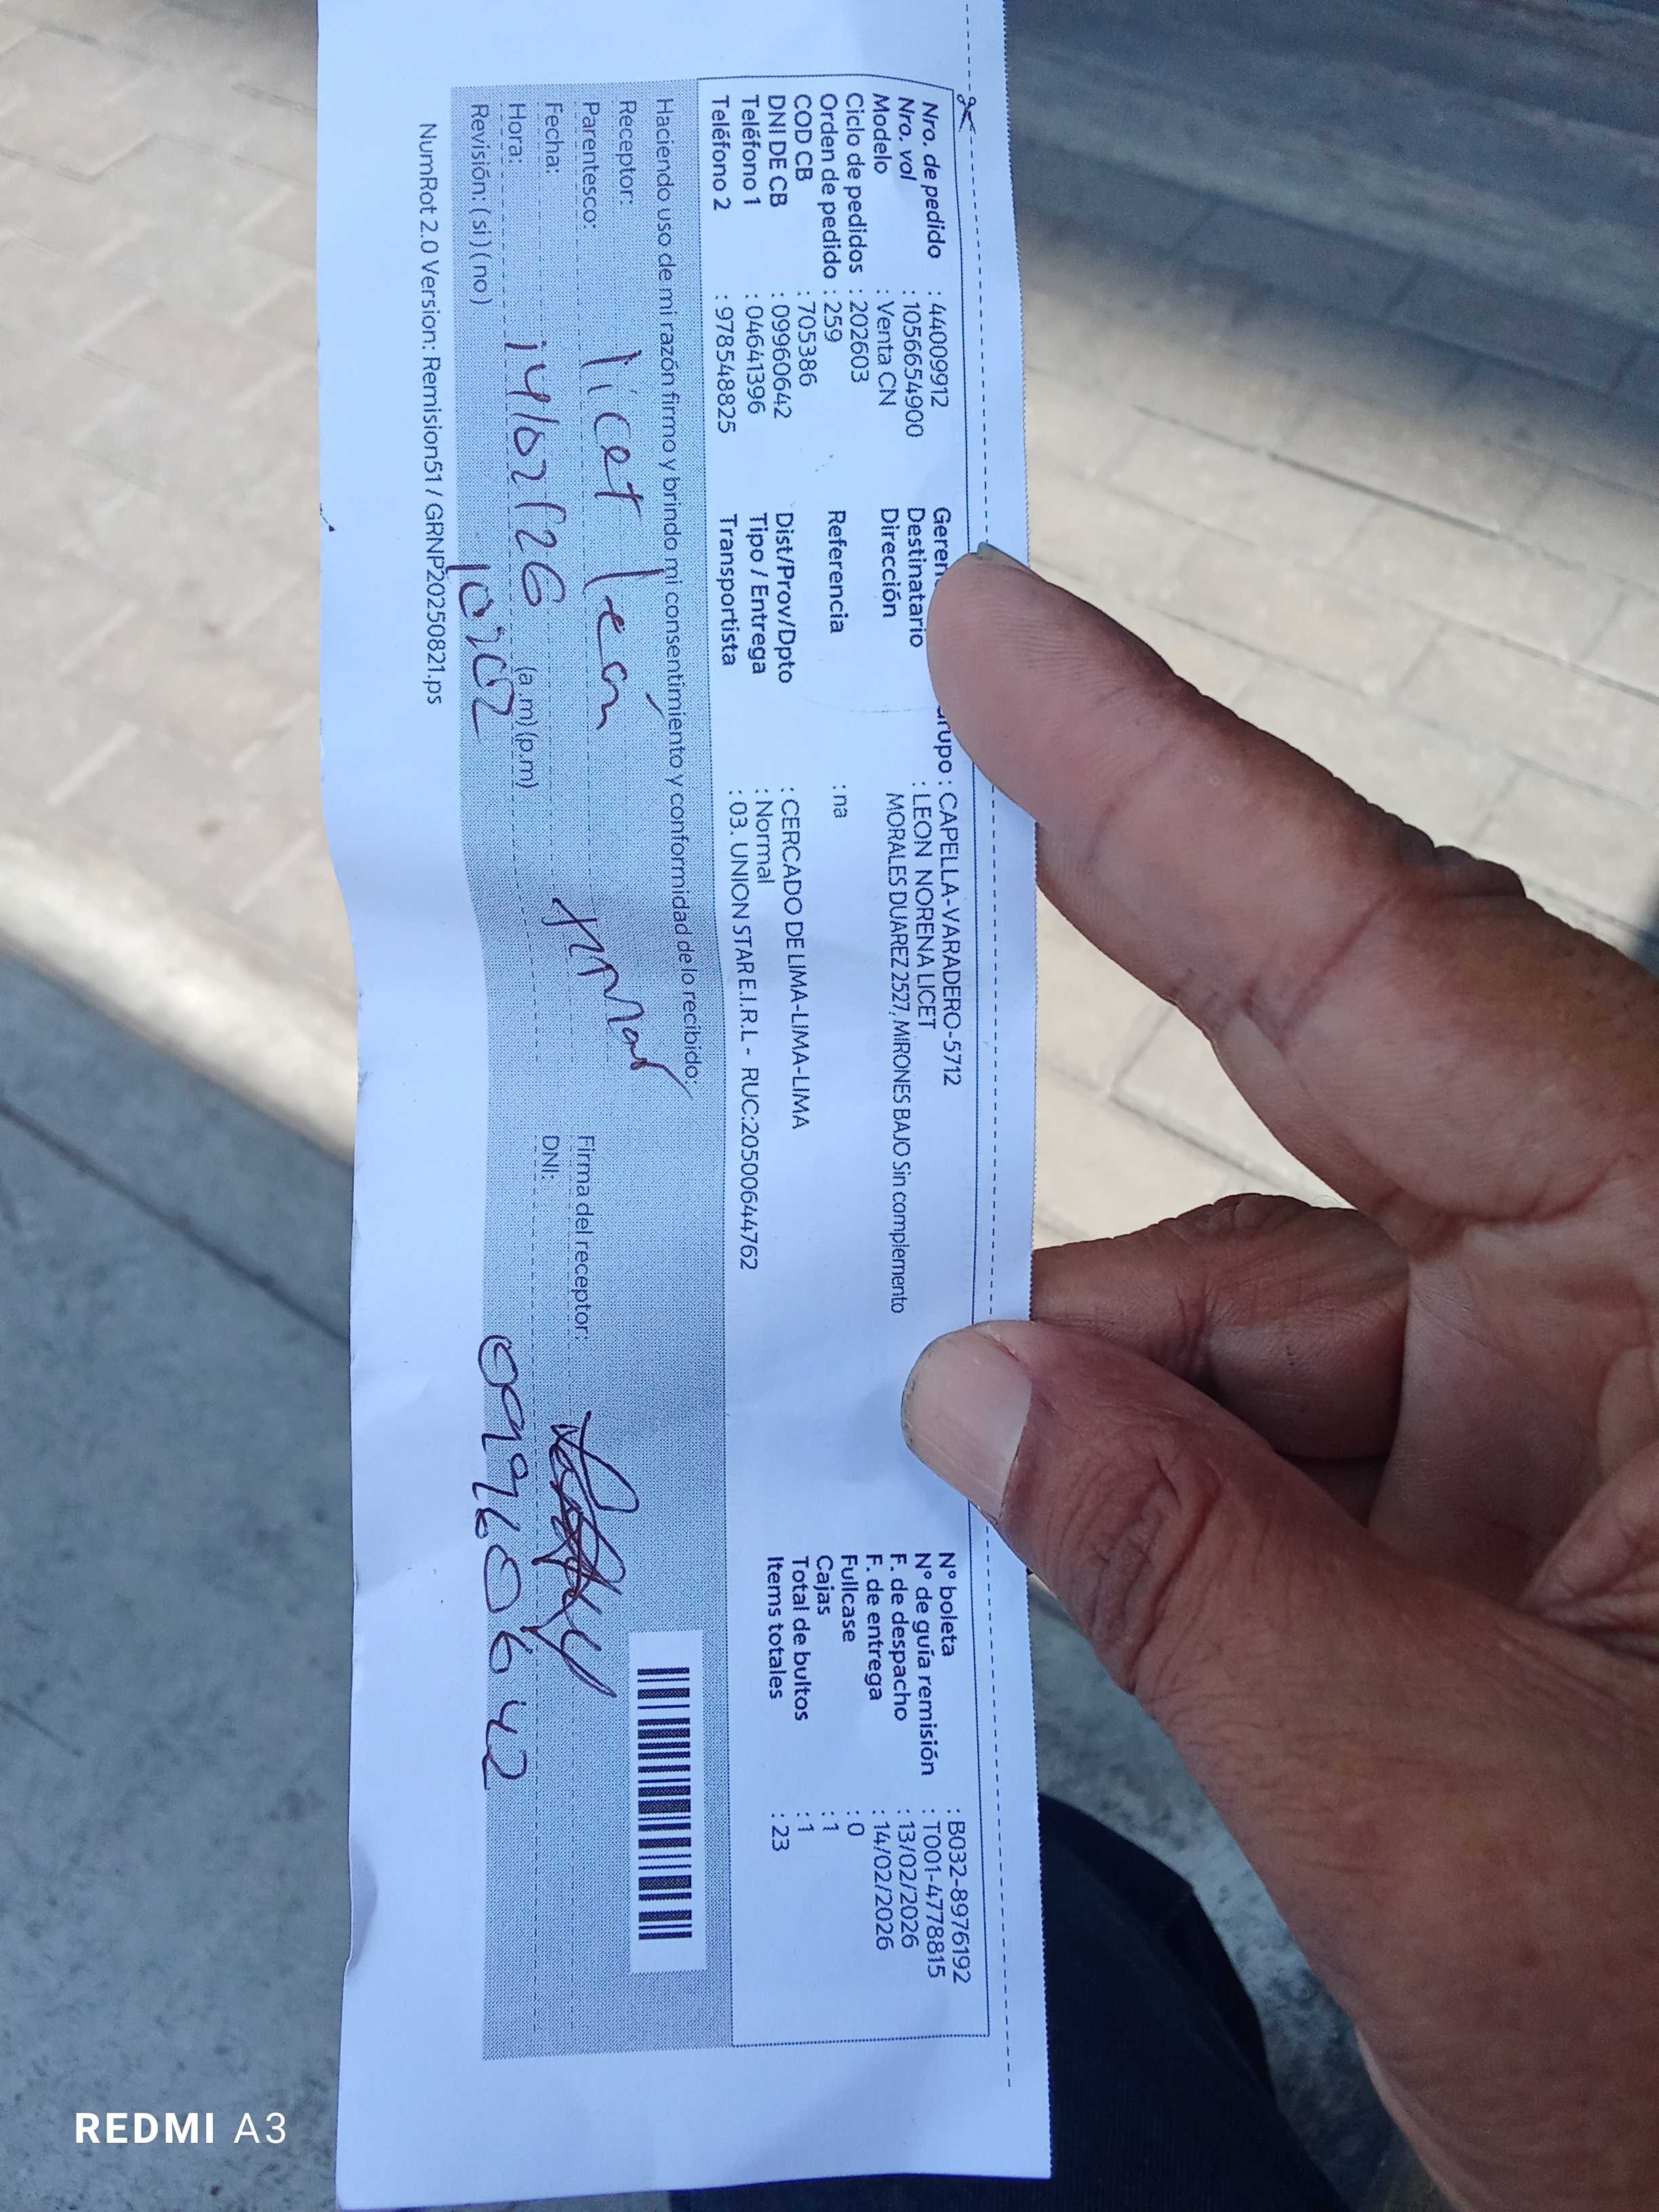 Nro. de pedido : 44009912
Nro. vol : 1056654900
Modelo : Venta CN
Ciclo de pedidos : 202603
Orden de pedido : 259
COD CB : 705386
DNI DE CB : 09960642
Teléfono 1 : 04641396
Teléfono 2 : 978548825
Geren rupo : CAPELLA-VARADERO-5712
Destinatario : LEON NORENA LICET
Dirección MORALES DUAREZ 2527, MIRONES BAJO Sin complemento
Referencia : na
Dist/Prov/Dpto : CERCADO DE LIMA-LIMA-LIMA
Tipo / Entrega : Normal
Transportista : 03. UNION STAR E.I.R.L - RUC:20500644762
N° boleta : B032-8976192
N° de guía remisión : T001-4778815
F. de despacho : 13/02/2026
F. de entrega : 14/02/2026
Fullcase : 0
Cajas : 1
Total de bultos : 1
Items totales : 23
Haciendo uso de mi razón firmo y brindo mi consentimiento y conformidad de lo recibido:
Receptor: licet león
Parentesco:
Firma del receptor:
Fecha: 14/02/26
DNI: 09960642
Hora: (a.m) (p.m)
Revisión: (si) (no)
NumRot 2.0 Version: Remision51 / GRNP20250821.ps
REDMI A3